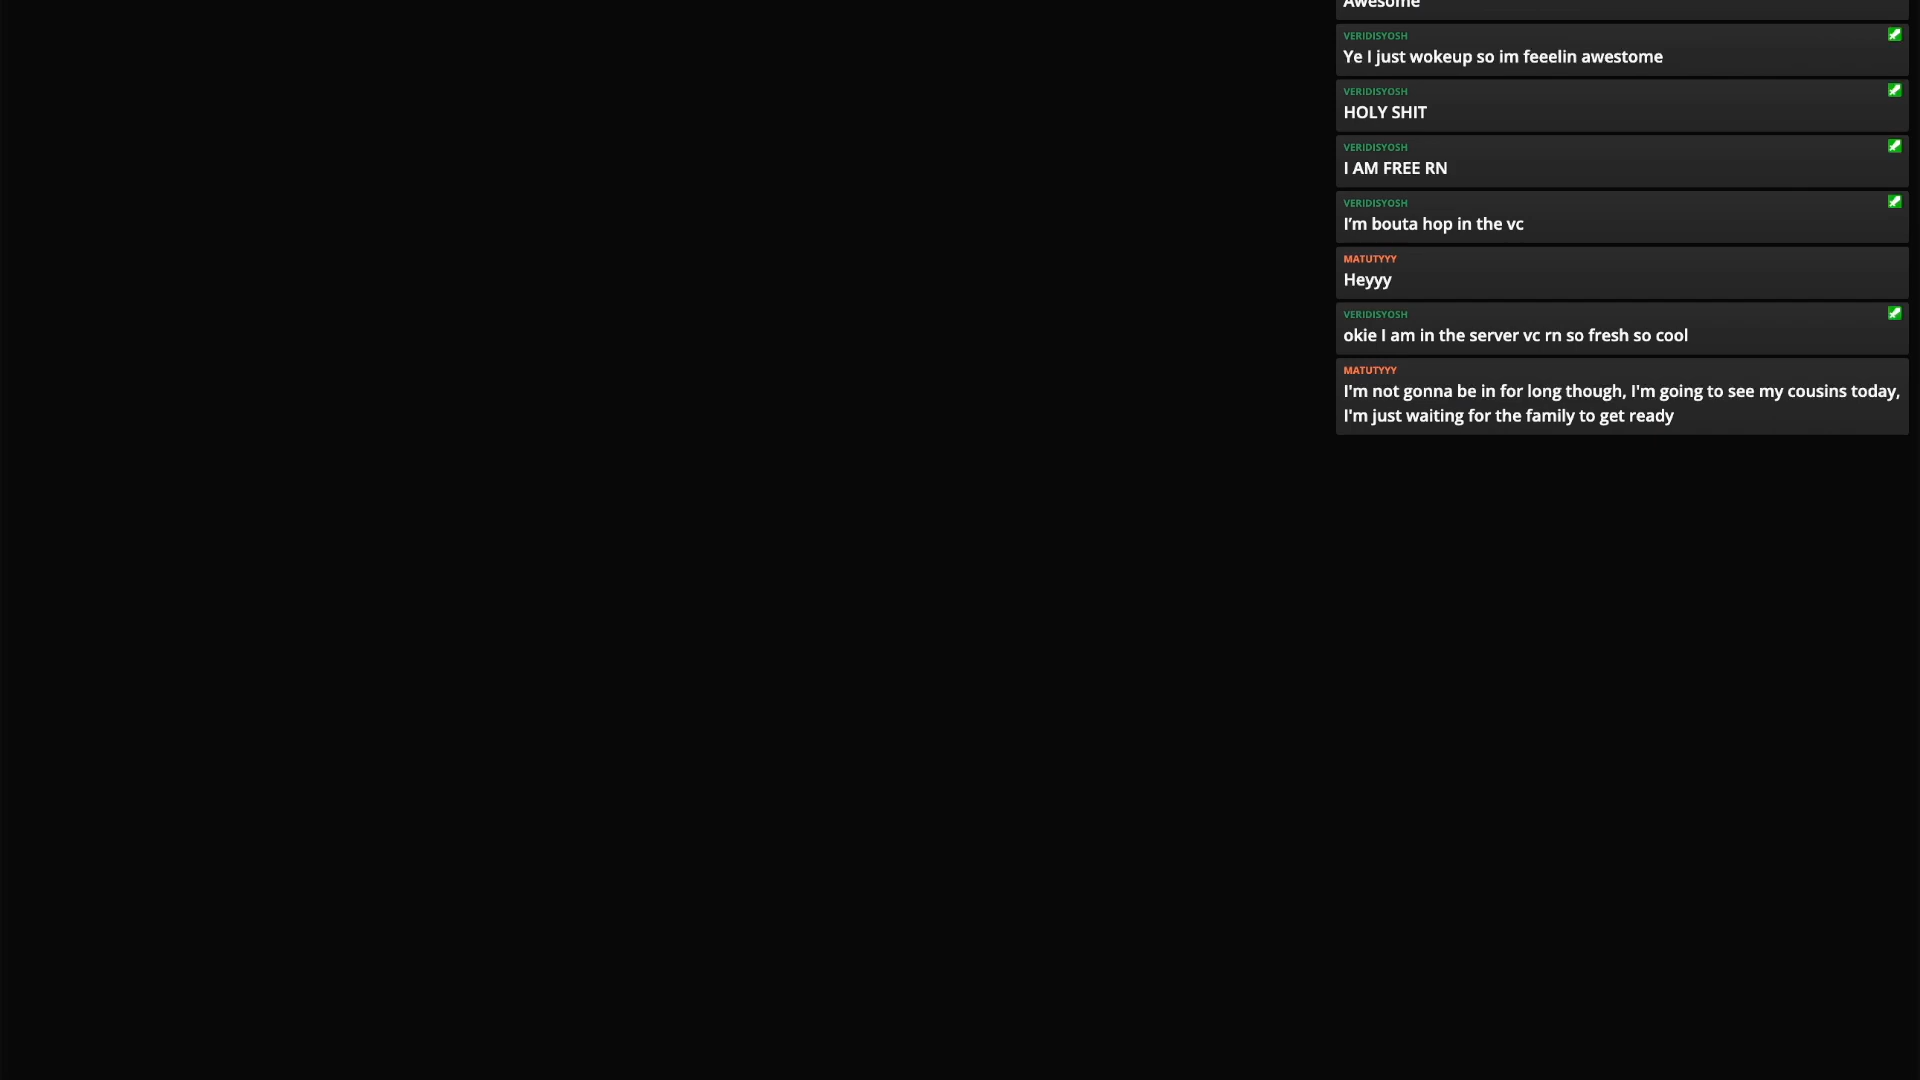 Awesome
VERIDISYOSH
Ye I just wokeup so im feeelin awestome
VERIDISYOSH
HOLY SHIT
VERIDISYOSH
I AM FREE RN
VERIDISYOSH
I’m bouta hop in the vc
MATUTYYY
Heyyy
VERIDISYOSH
okie I am in the server vc rn so fresh so cool
MATUTYYY
I'm not gonna be in for long though, I'm going to see my cousins today,
I'm just waiting for the family to get ready